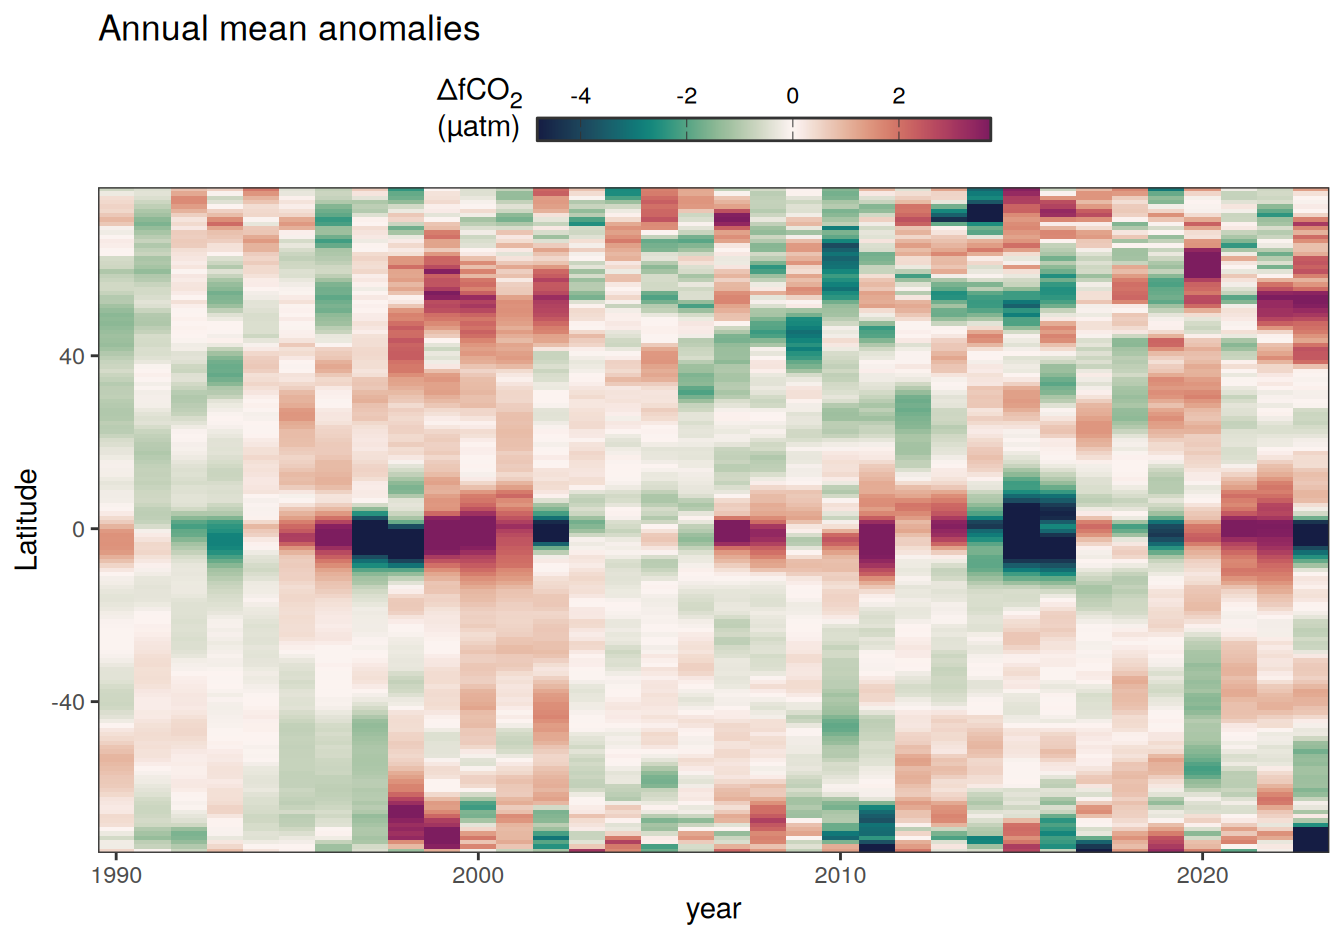 Annual mean anomalies
ΔfCO₂
(µatm)
-4 -2 0 2
Latitude
40
0
-40
1990 2000 2010 2020
year